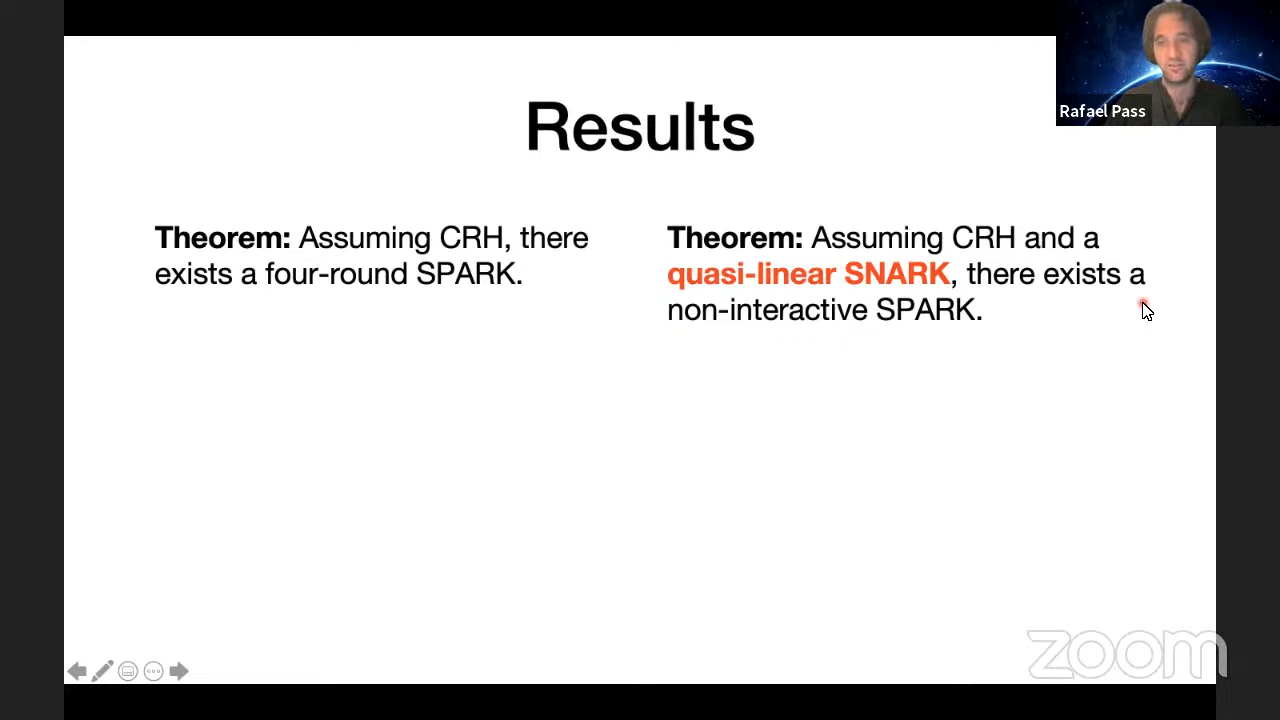 Rafael Pass
Results
Theorem: Assuming CRH, there
exists a four-round SPARK.
Theorem: Assuming CRH and a
quasi-linear SNARK, there exists a
non-interactive SPARK.
zoom